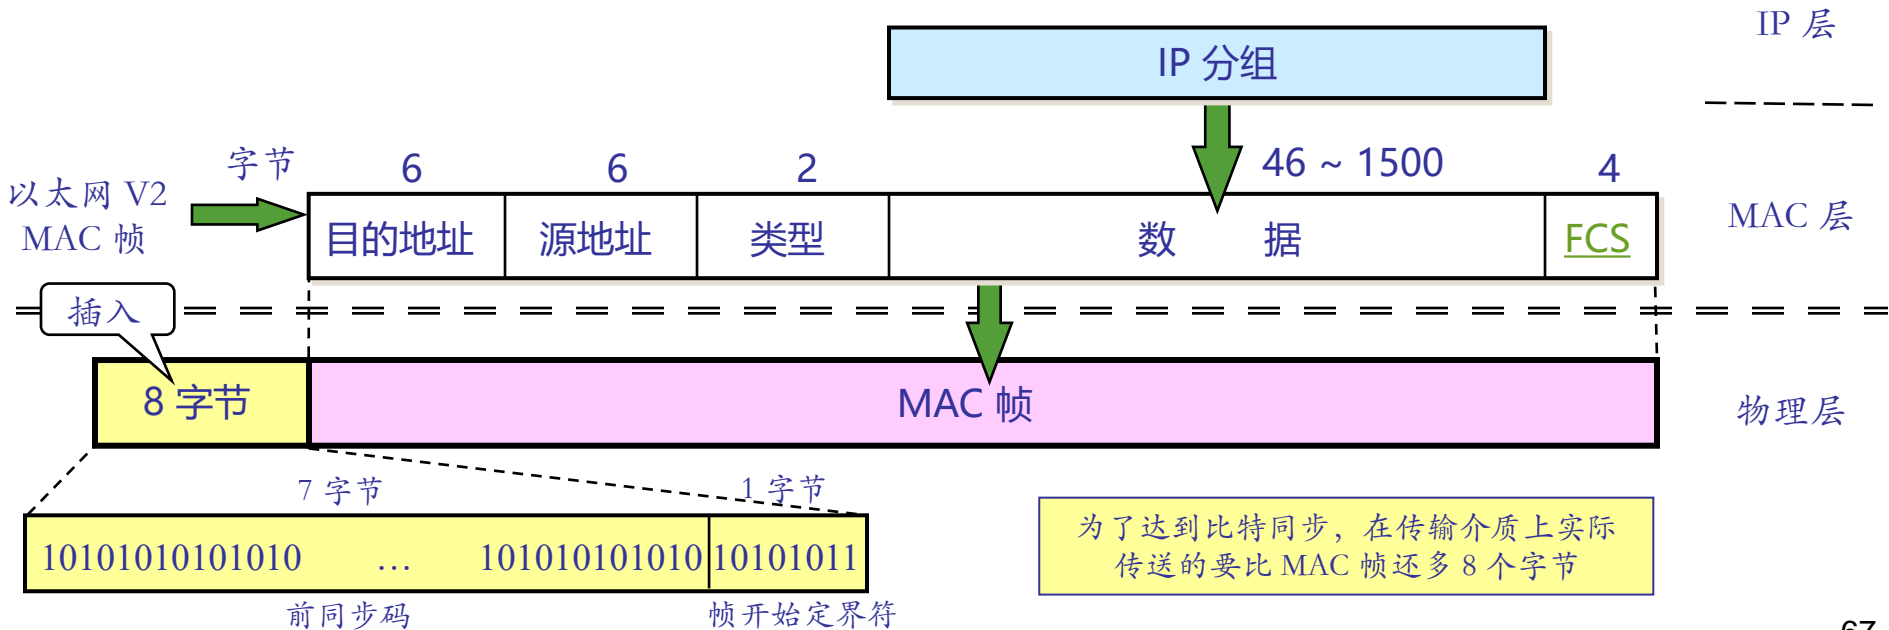 IP 层
IP 分组
字节
6
6
2
46 ~ 1500
4
以太网 V2
MAC 帧
目的地址
源地址
类型
数 据
FCS
MAC 层
插入
8 字节
MAC 帧
物理层
7 字节
1 字节
10101010101010 … 101010101010 10101011
前同步码
帧开始定界符
为了达到比特同步，在传输介质上实际
传送的要比 MAC 帧还多 8 个字节
67